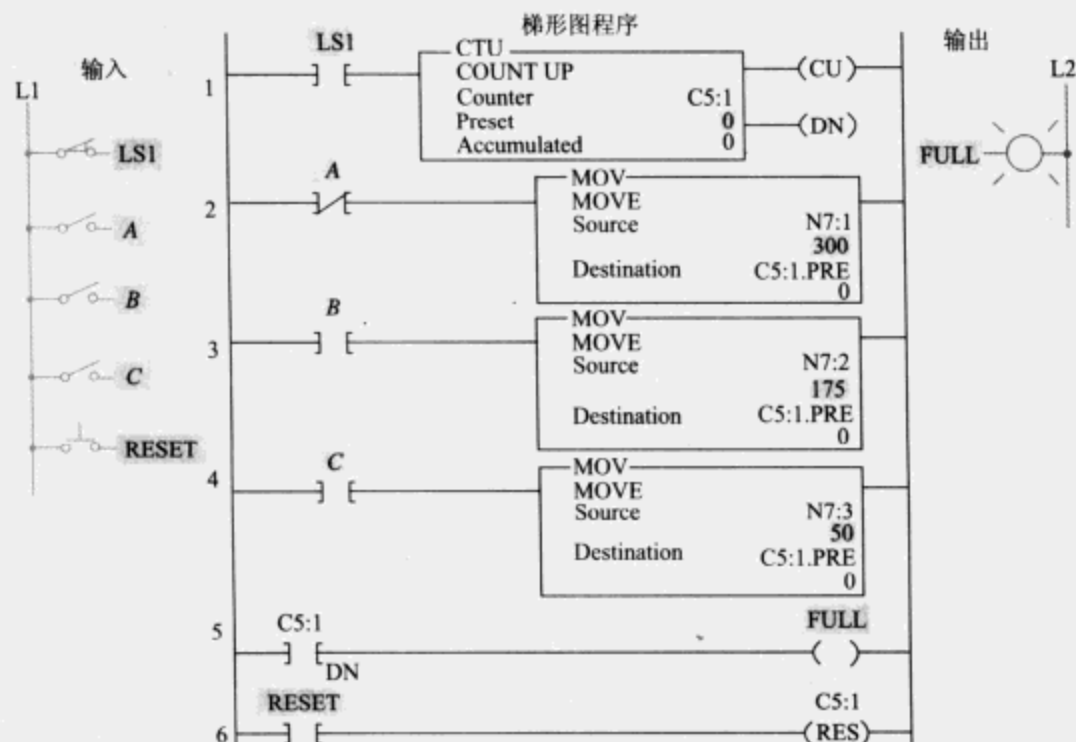 梯形图程序
输入
输出
L1
L2
LS1
A
B
C
RESET
1
LS1
CTU
COUNT UP
Counter C5:1
Preset 0
Accumulated 0
(CU)
(DN)
FULL
2
A
MOV
MOVE
Source N7:1
300
Destination C5:1.PRE
0
3
B
MOV
MOVE
Source N7:2
175
Destination C5:1.PRE
0
4
C
MOV
MOVE
Source N7:3
50
Destination C5:1.PRE
0
5
C5:1
DN
FULL
6
RESET
C5:1
(RES)